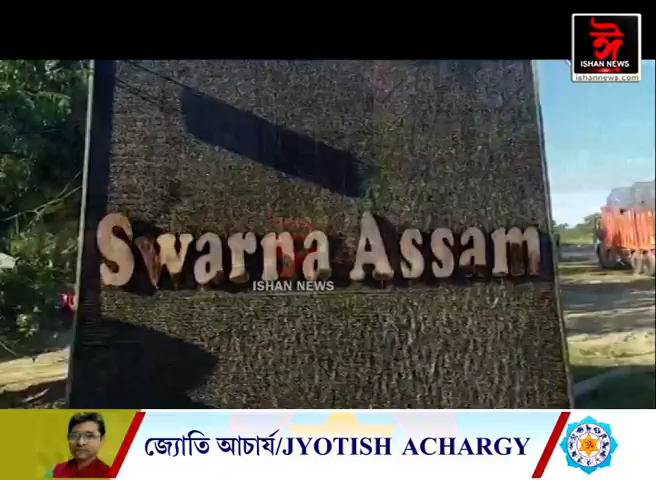 ঈ
ISHAN NEWS
ishannews.com
Swarna Assam
ISHAN NEWS
জ্যোতি আচাৰ্য/JYOTISH ACHARGY